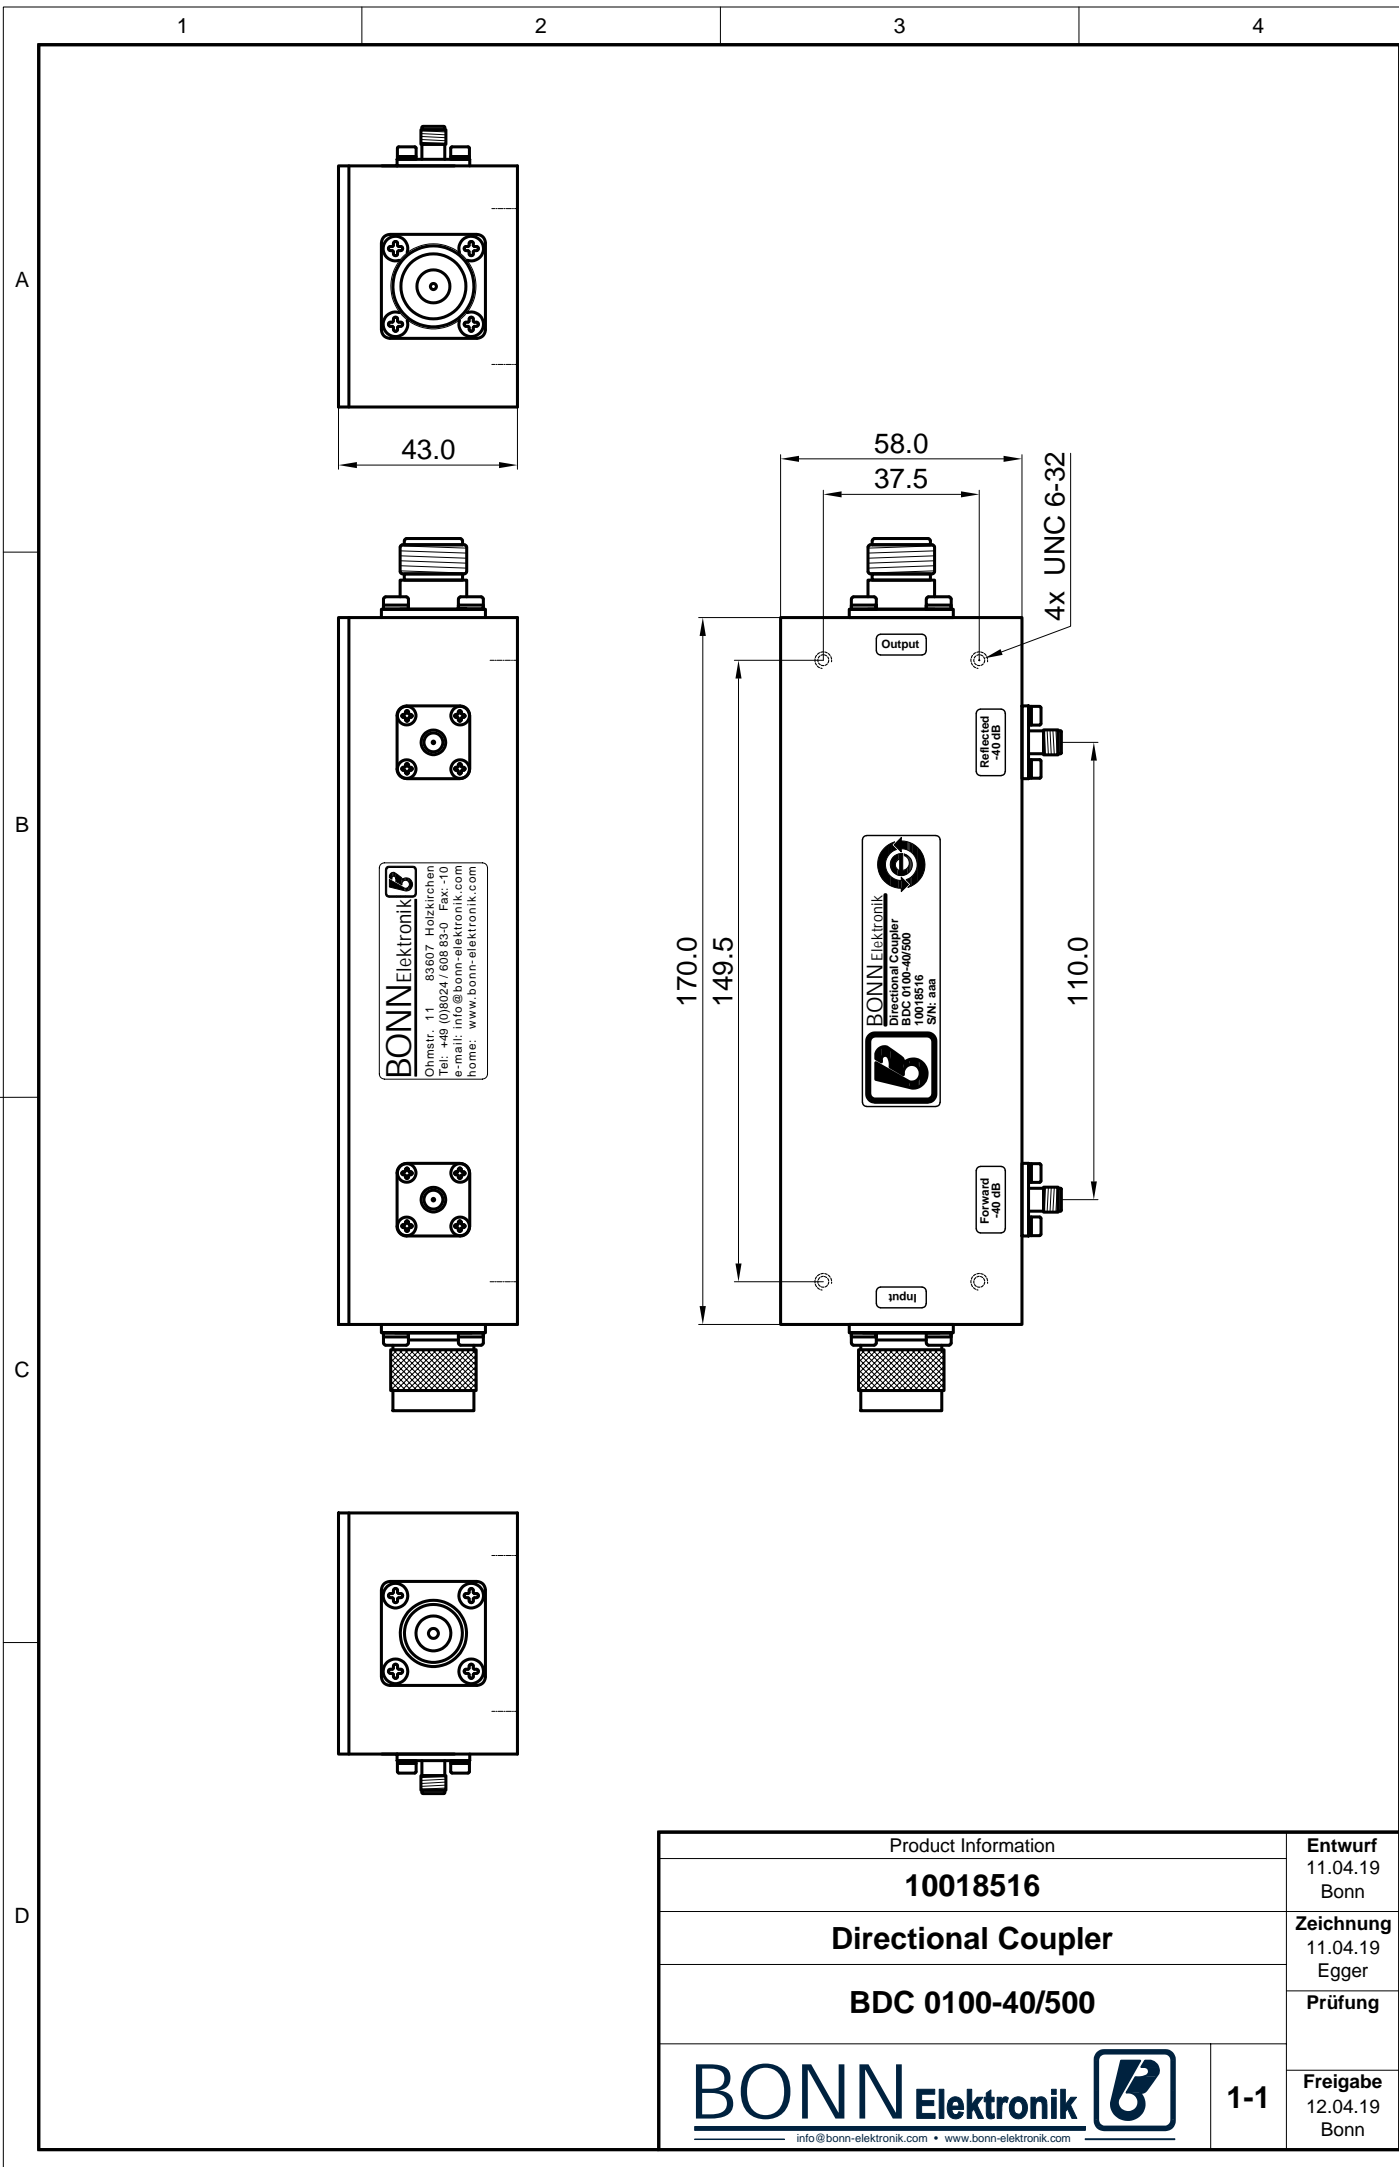 1 2 3 4
A
B
C
D
43.0
58.0
37.5
4x UNC 6-32
170.0
149.5
110.0
Output
Reflected
-40 dB
BONN Elektronik
Directional Coupler
BDC 0100-40/500
10018516
S/N: aaa
Forward
-40 dB
Input
BONN Elektronik
Ohmstr. 11 83607 Holzkirchen
Tel: +49 (0)8024 / 608 83-0 Fax: -10
e-mail: info@bonn-elektronik.com
home: www.bonn-elektronik.com
Product Information
10018516
Directional Coupler
BDC 0100-40/500
BONN Elektronik
info@bonn-elektronik.com • www.bonn-elektronik.com
1-1
Entwurf
11.04.19
Bonn
Zeichnung
11.04.19
Egger
Prüfung
Freigabe
12.04.19
Bonn